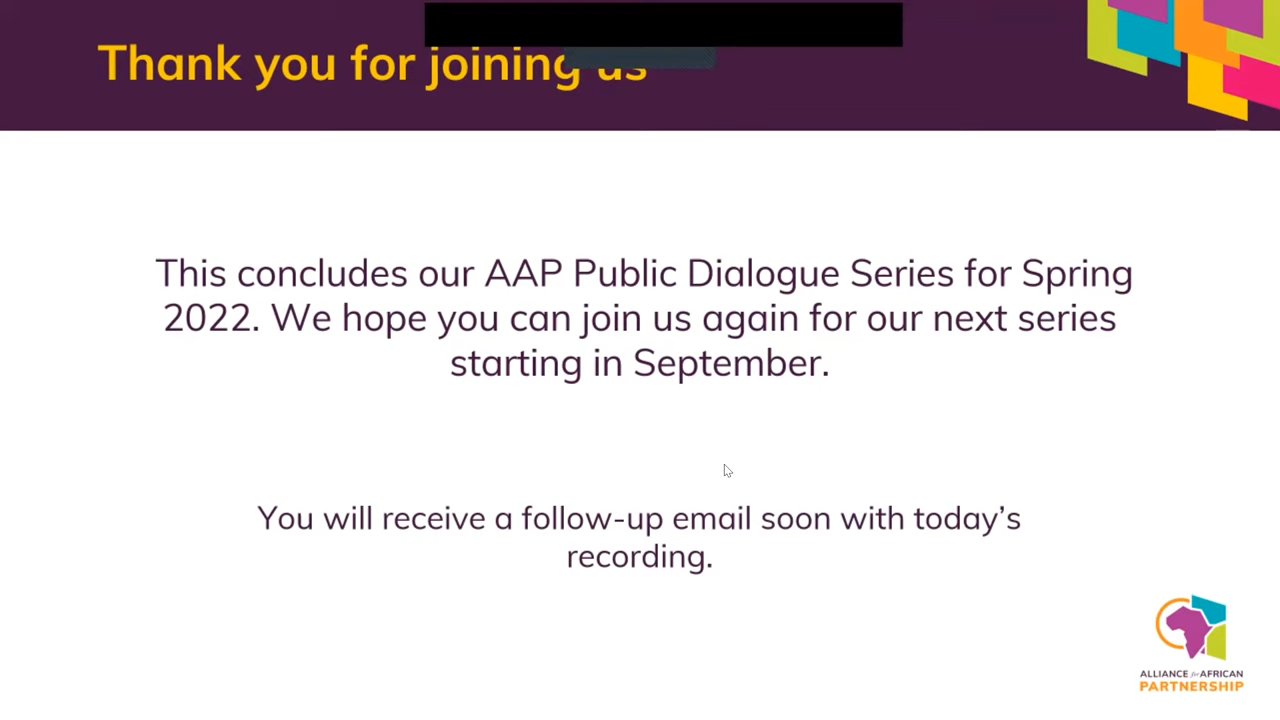 Thank you for joining us
This concludes our AAP Public Dialogue Series for Spring
2022. We hope you can join us again for our next series
starting in September.
You will receive a follow-up email soon with today’s
recording.
ALLIANCE for AFRICAN
PARTNERSHIP